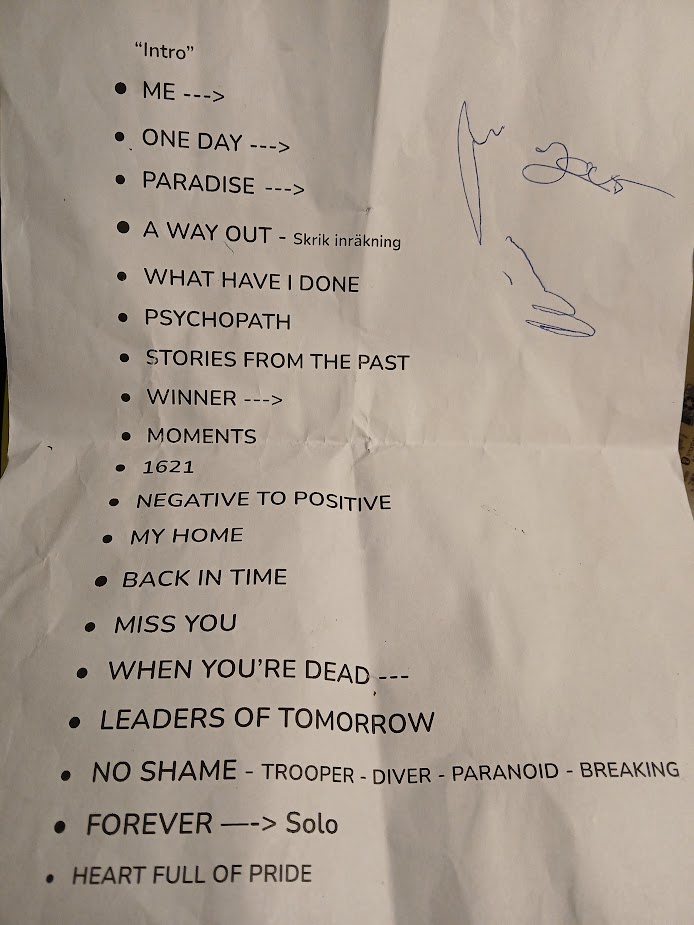 “Intro”
• ME --->
• ONE DAY --->
• PARADISE --->
• A WAY OUT - Skrik inräkning
• WHAT HAVE I DONE
• PSYCHOPATH
• STORIES FROM THE PAST
• WINNER --->
• MOMENTS
• 1621
• NEGATIVE TO POSITIVE
• MY HOME
• BACK IN TIME
• MISS YOU
• WHEN YOU’RE DEAD ---
• LEADERS OF TOMORROW
• NO SHAME - TROOPER - DIVER - PARANOID - BREAKING
• FOREVER —-> Solo
• HEART FULL OF PRIDE